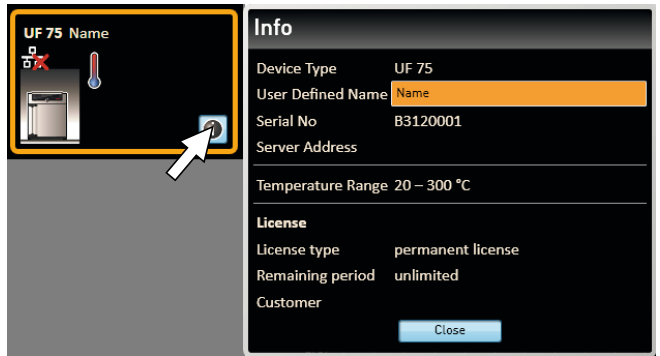 UF 75 Name
Info
Device Type UF 75
User Defined Name Name
Serial No B3120001
Server Address
Temperature Range 20 – 300 °C
License
License type permanent license
Remaining period unlimited
Customer
Close